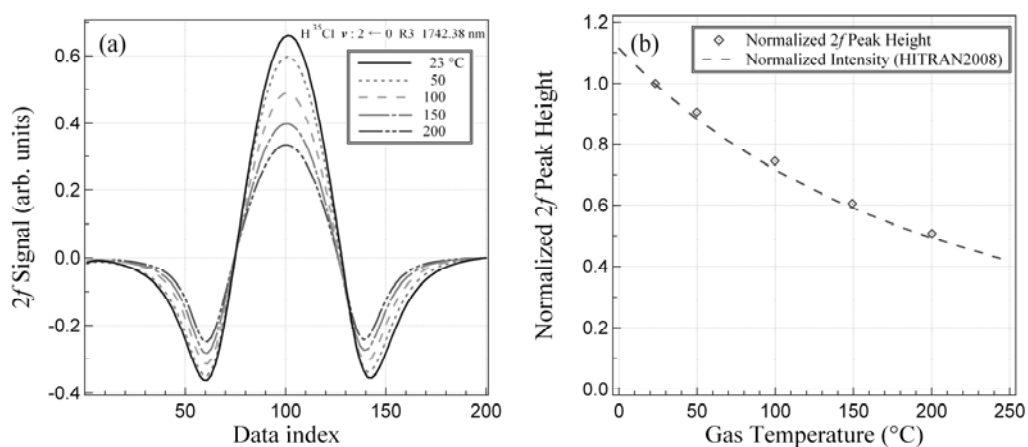 (a)
H ³⁵Cl v : 2 ← 0 R3 1742.38 nm
23 °C
50
100
150
200
2f Signal (arb. units)
0.6
0.4
0.2
0.0
-0.2
-0.4
50
100
150
200
Data index
(b)
Normalized 2f Peak Height
Normalized Intensity (HITRAN2008)
Normalized 2f Peak Height
1.2
1.0
0.8
0.6
0.4
0.2
0.0
0
50
100
150
200
250
Gas Temperature (°C)